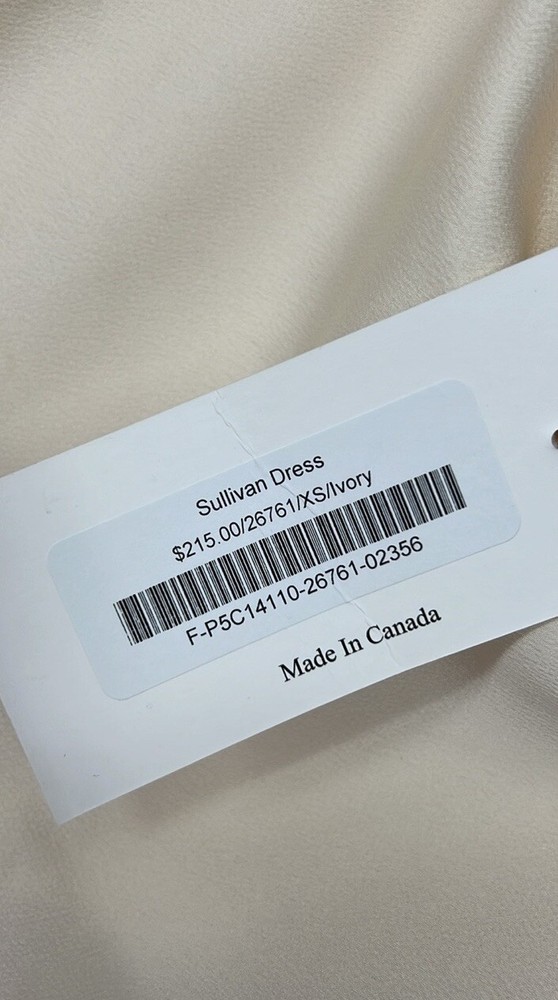 Sullivan Dress
$215.00/26761/XS/Ivory
F-P5C14110-26761-02356
Made In Canada